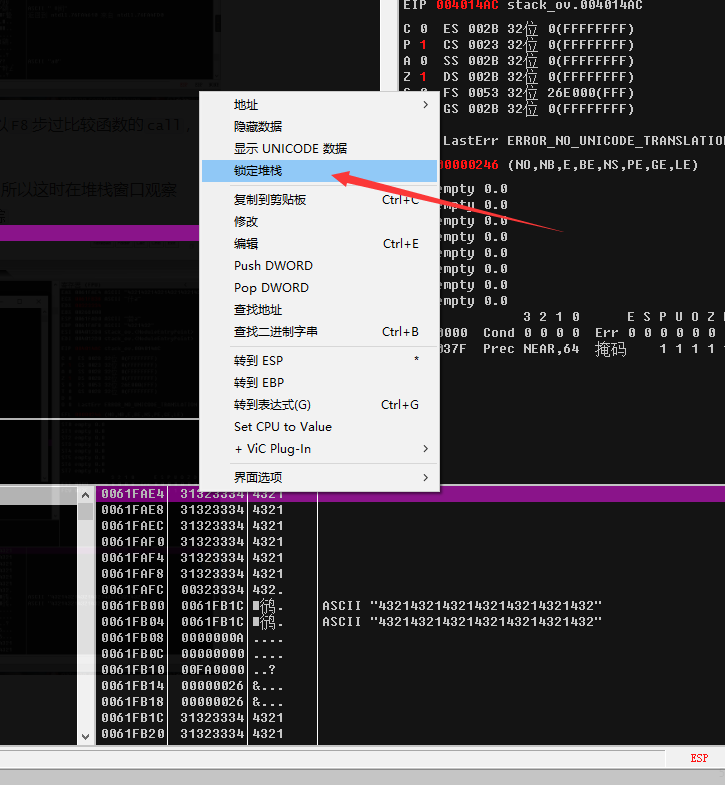 EIP 004014AC stack_ov.004014AC
C 0 ES 002B 32位 0(FFFFFFFF)
P 1 CS 0023 32位 0(FFFFFFFF)
A 0 SS 002B 32位 0(FFFFFFFF)
Z 1 DS 002B 32位 0(FFFFFFFF)
FS 0053 32位 26E000(FFF)
GS 002B 32位 0(FFFFFFFF)
LastErr ERROR_NO_UNICODE_TRANSLATION
00000246 (NO,NB,E,BE,NS,PE,GE,LE)
empty 0.0
empty 0.0
empty 0.0
empty 0.0
empty 0.0
empty 0.0
empty 0.0
empty 0.0
3 2 1 0 E S P U O Z
0000 Cond 0 0 0 0 Err 0 0 0 0 0 0
037F Prec NEAR,64 掩码 1 1 1 1
F8 步过比较函数的 call，
所以这时在堆栈窗口观察
地址
隐藏数据
显示 UNICODE 数据
锁定堆栈
复制到剪贴板 Ctrl+C
修改
编辑 Ctrl+E
Push DWORD
Pop DWORD
查找地址
查找二进制字串 Ctrl+B
转到 ESP *
转到 EBP
转到表达式(G) Ctrl+G
Set CPU to Value
+ ViC Plug-In
界面选项
0061FAE4 31323334 4321
0061FAE8 31323334 4321
0061FAEC 31323334 4321
0061FAF0 31323334 4321
0061FAF4 31323334 4321
0061FAF8 31323334 4321
0061FAFC 00323334 432.
0061FB00 0061FB1C ASCII "432143214321432143214321432"
0061FB04 0061FB1C ASCII "432143214321432143214321432"
0061FB08 0000000A ....
0061FB0C 00000000 ....
0061FB10 00FA0000 ..?
0061FB14 00000026 &...
0061FB18 00000026 &...
0061FB1C 31323334 4321
0061FB20 31323334 4321
ESP